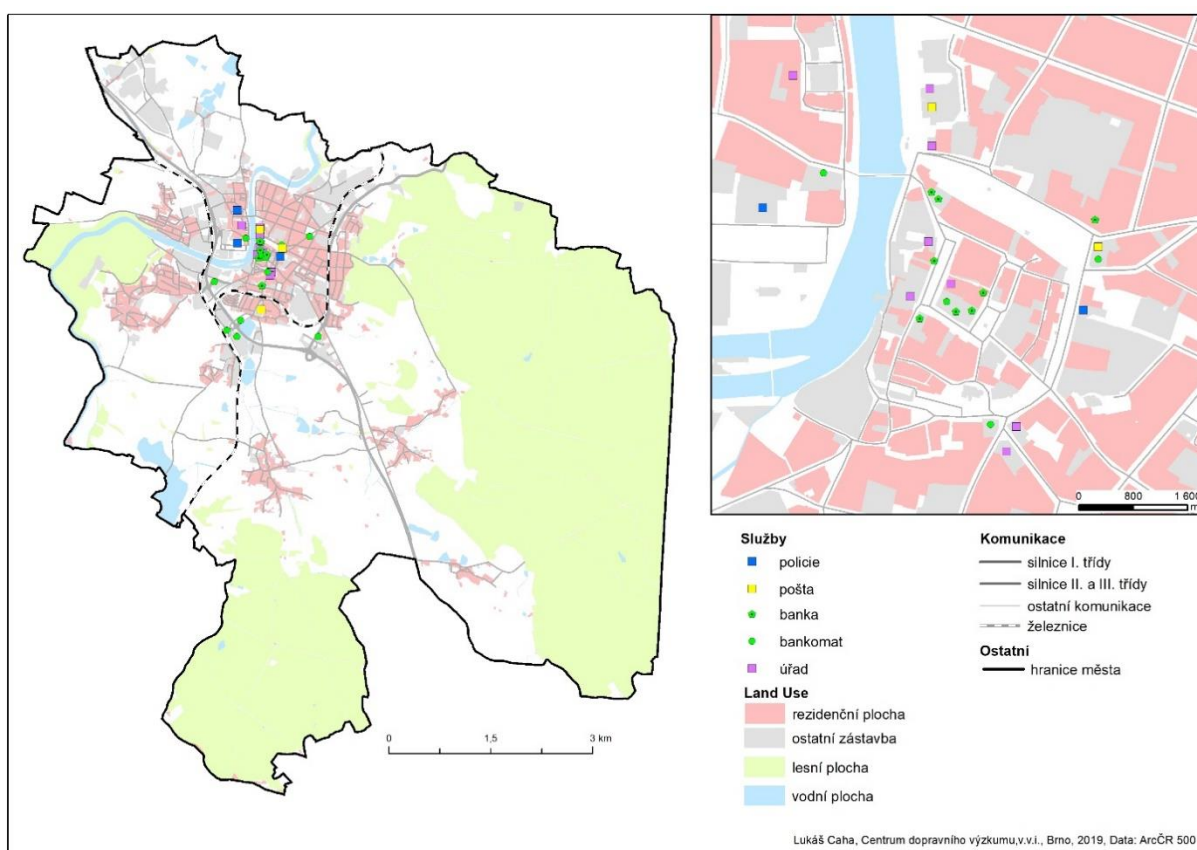 0 800 1 600
m
Služby
policie
pošta
banka
bankomat
úřad
Komunikace
silnice I. třídy
silnice II. a III. třídy
ostatní komunikace
železnice
Ostatní
hranice města
Land Use
rezidenční plocha
ostatní zástavba
lesní plocha
vodní plocha
0 1,5 3 km
Lukáš Caha, Centrum dopravního výzkumu,v.v.i., Brno, 2019, Data: ArcČR 500